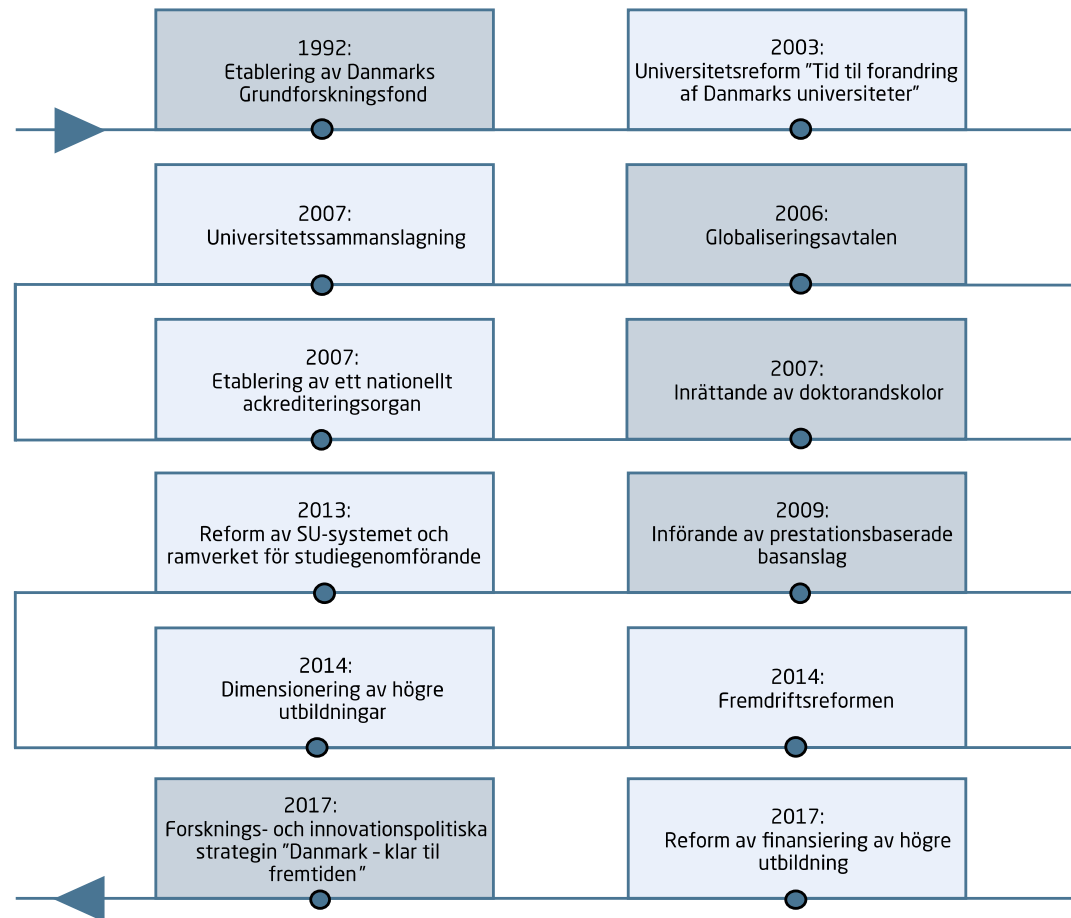 1992:
Etablering av Danmarks
Grundforskningsfond
2003:
Universitetsreform "Tid til forandring
af Danmarks universiteter"
2007:
Universitetssammanslagning
2006:
Globaliseringsavtalen
2007:
Etablering av ett nationellt
ackrediteringsorgan
2007:
Inrättande av doktorandskolor
2013:
Reform av SU-systemet och
ramverket för studiegenomförande
2009:
Införande av prestationsbaserade
basanslag
2014:
Dimensionering av högre
utbildningar
2014:
Fremdriftsreformen
2017:
Forsknings- och innovationspolitiska
strategin "Danmark – klar til
fremtiden"
2017:
Reform av finansiering av högre
utbildning